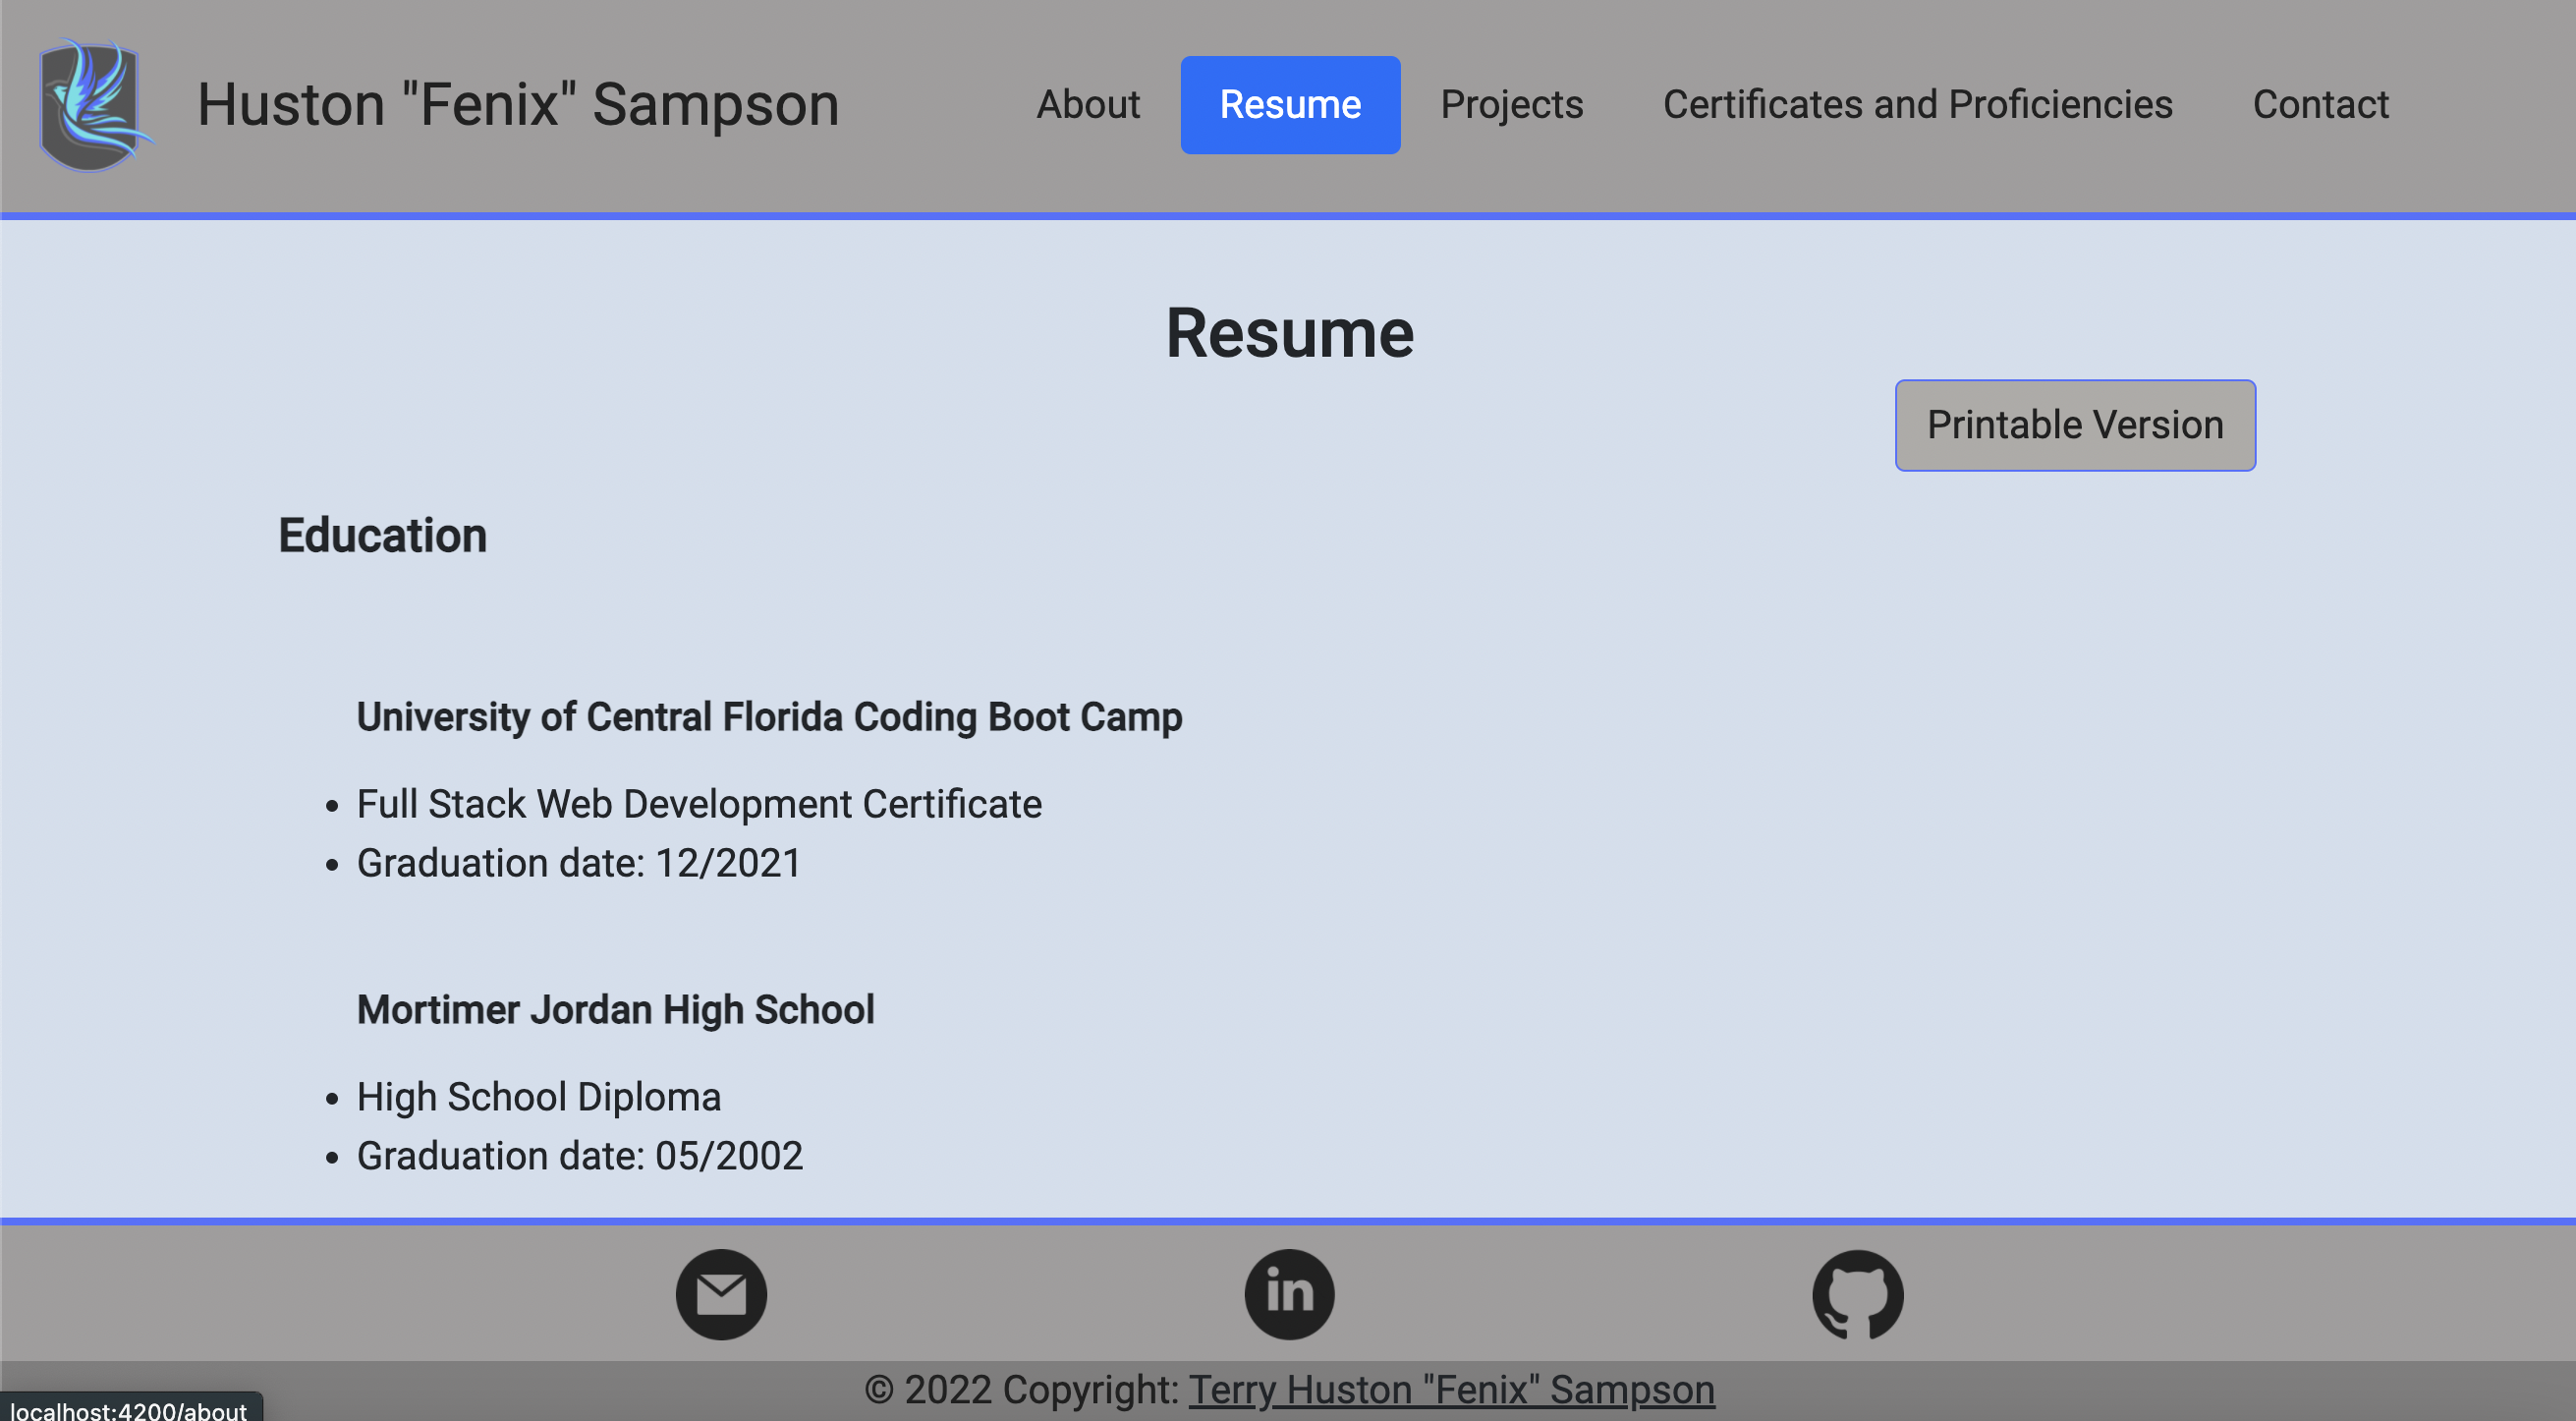 Huston "Fenix" Sampson
About Resume Projects Certificates and Proficiencies Contact
Resume
Printable Version
Education
University of Central Florida Coding Boot Camp
• Full Stack Web Development Certificate
• Graduation date: 12/2021
Mortimer Jordan High School
• High School Diploma
• Graduation date: 05/2002
in
© 2022 Copyright: Terry Huston "Fenix" Sampson
localhost:4200/about